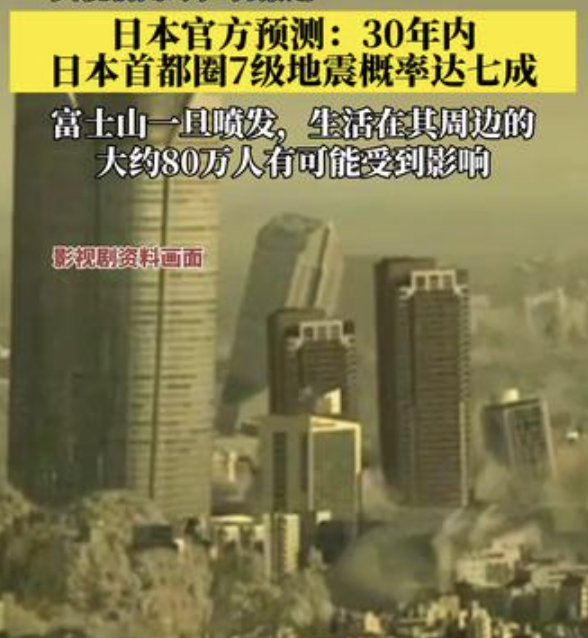 日本官方预测：30年内
日本首都圈7级地震概率达七成
富士山一旦喷发，生活在其周边的
大约80万人有可能受到影响
影视剧资料画面